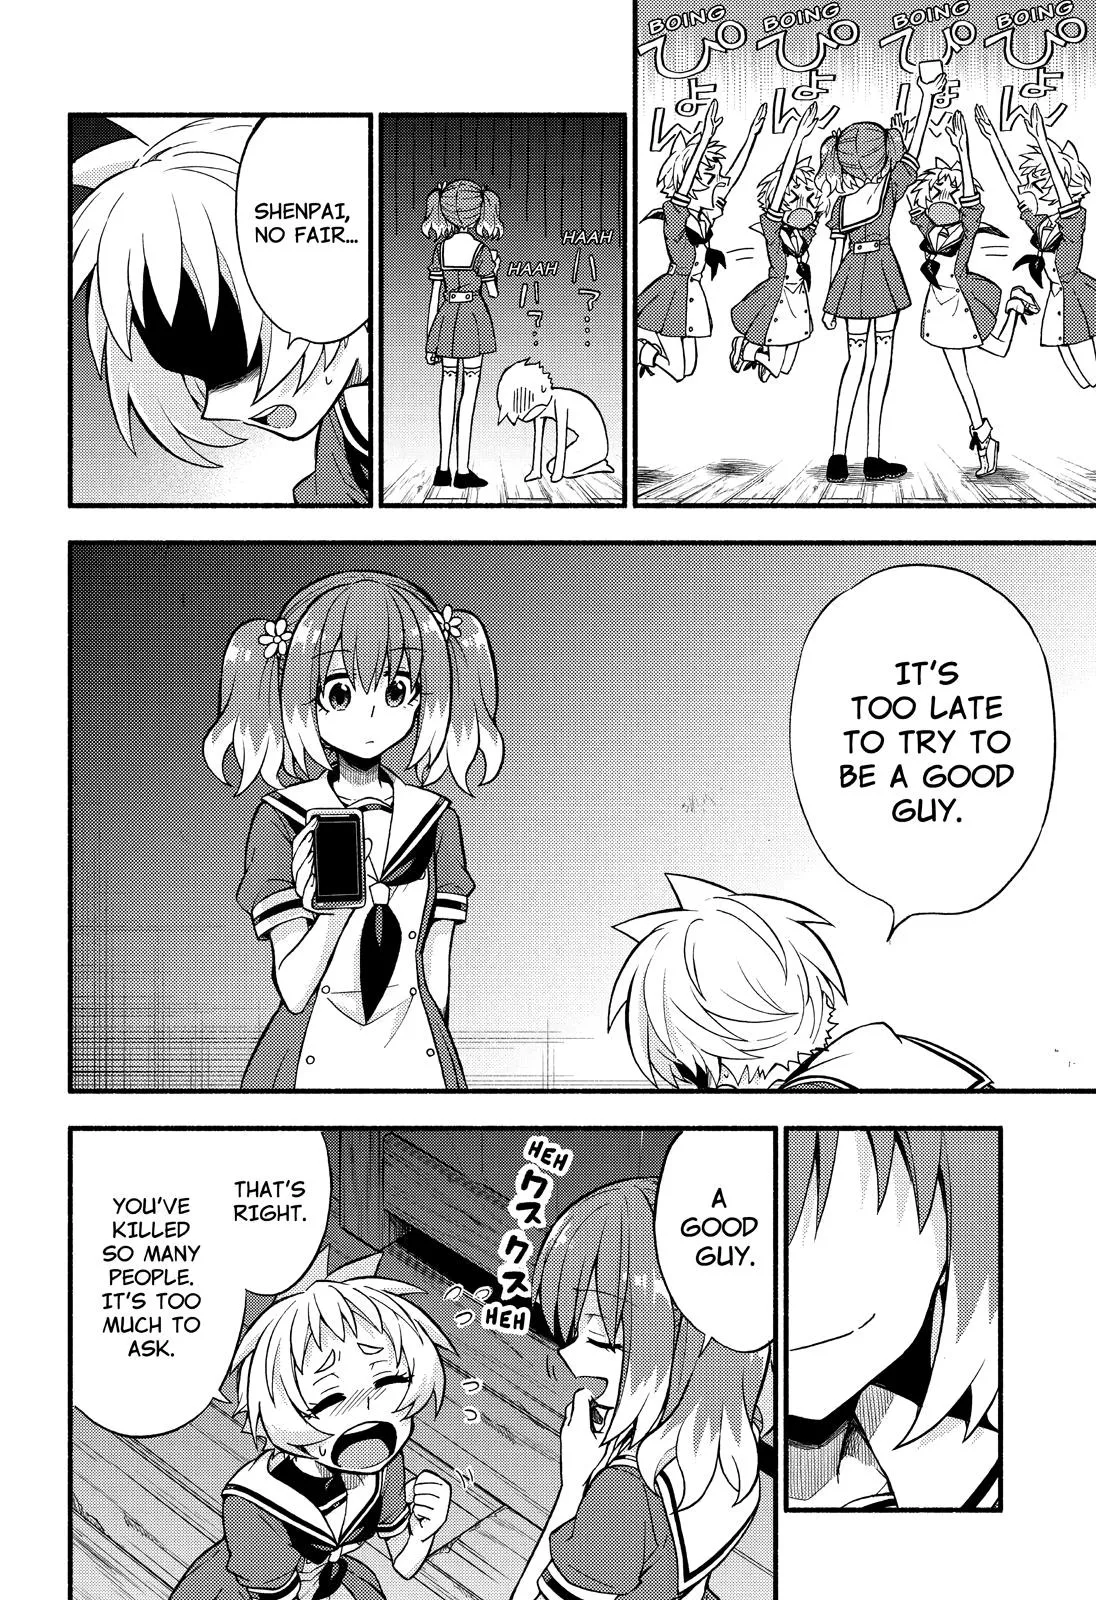 BOING
BOING
BOING
BOING
ぴょん
ぴょん
ぴょん
ぴょん
HAAH
ハー?
HAAH
ハー?
SHENPAI,
NO FAIR...
IT'S
TOO LATE
TO TRY TO
BE A GOOD
GUY.
A
GOOD
GUY.
HEH
クス
クス
HEH
THAT'S
RIGHT.
YOU'VE
KILLED
SO MANY
PEOPLE.
IT'S TOO
MUCH TO
ASK.